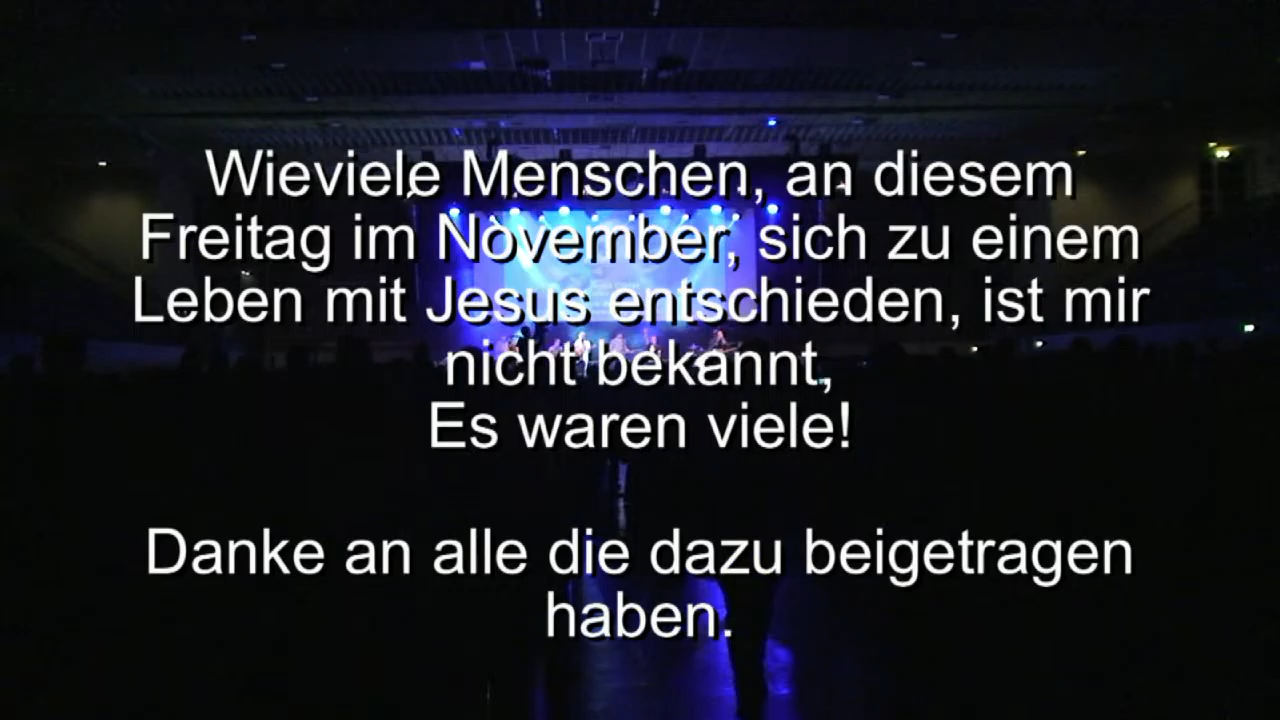 Wieviele Menschen, an diesem
Freitag im November, sich zu einem
Leben mit Jesus entschieden, ist mir
nicht bekannt,
Es waren viele!
Danke an alle die dazu beigetragen
haben.